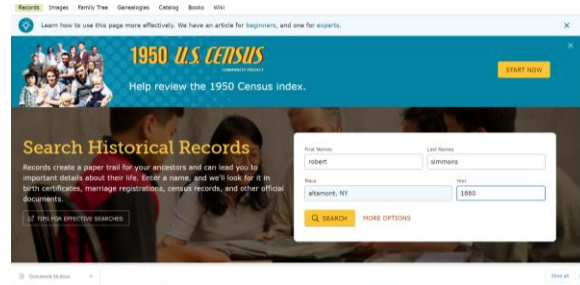 Records Images Family Tree Genealogies Catalog Books Wiki
Learn how to use this page more effectively. We have an article for beginners, and one for experts.
1950 U.S. CENSUS
COMMUNITY PROJECT
Help review the 1950 Census index.
START NOW
Search Historical Records
Records create a paper trail for your ancestors and can lead you to
important details about their life. Enter a name, and we'll look for it in
birth certificates, marriage registrations, census records, and other official
documents.
TIPS FOR EFFECTIVE SEARCHES
First Names Last Names
robert simmons
Place Year
altamont, NY 1860
SEARCH MORE OPTIONS
Show all